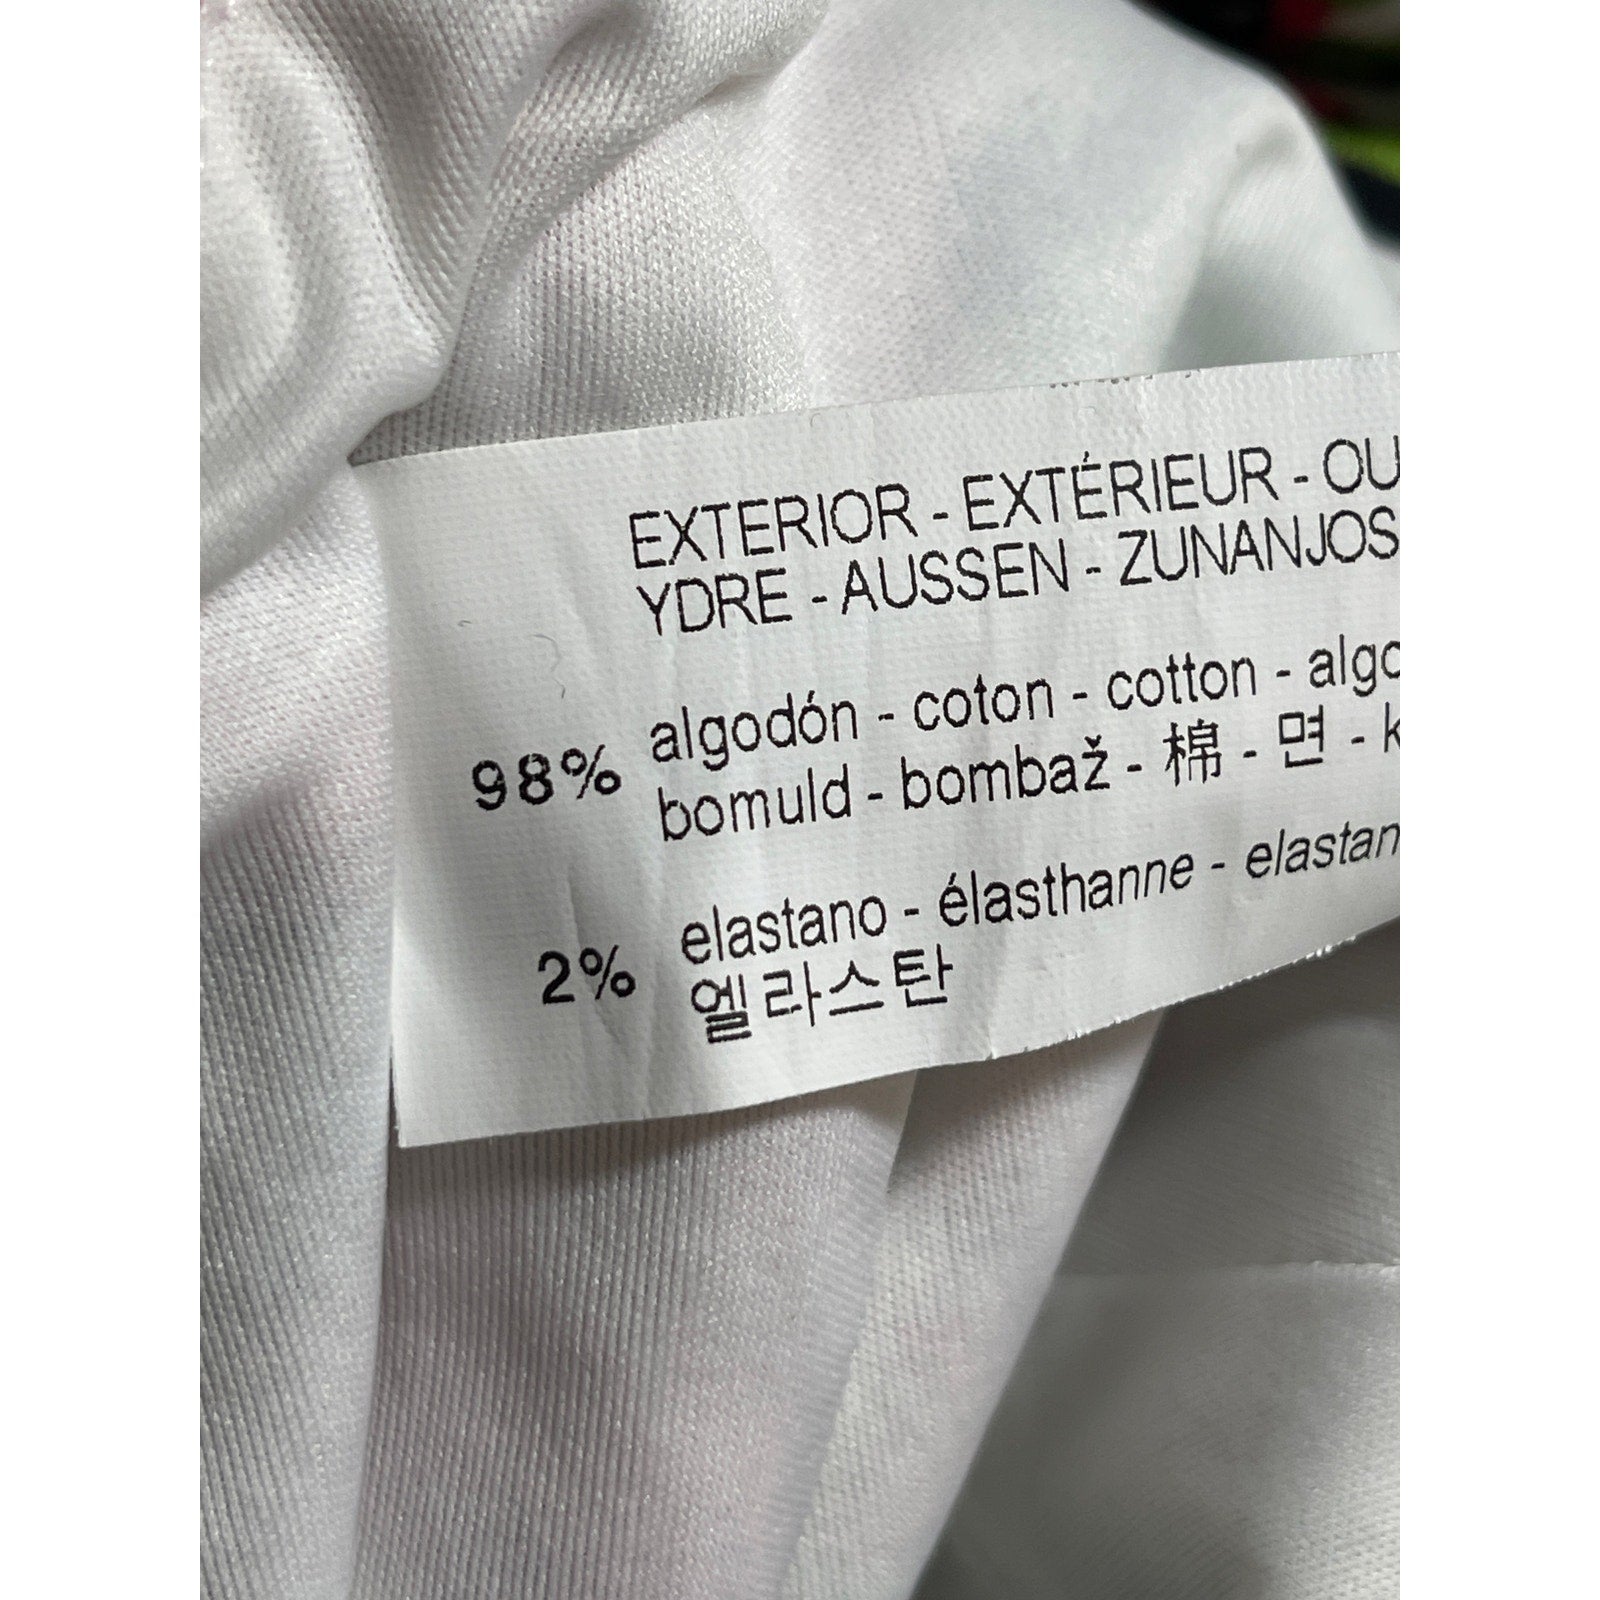 EXTERIOR - EXTÉRIEUR - OU
YDRE - AUSSEN - ZUNANJOS
98% algodón - coton - cotton - algo
bomuld - bombaž - 棉 - 면 - k
2% elastano - élasthanne - elastan
엘라스탄